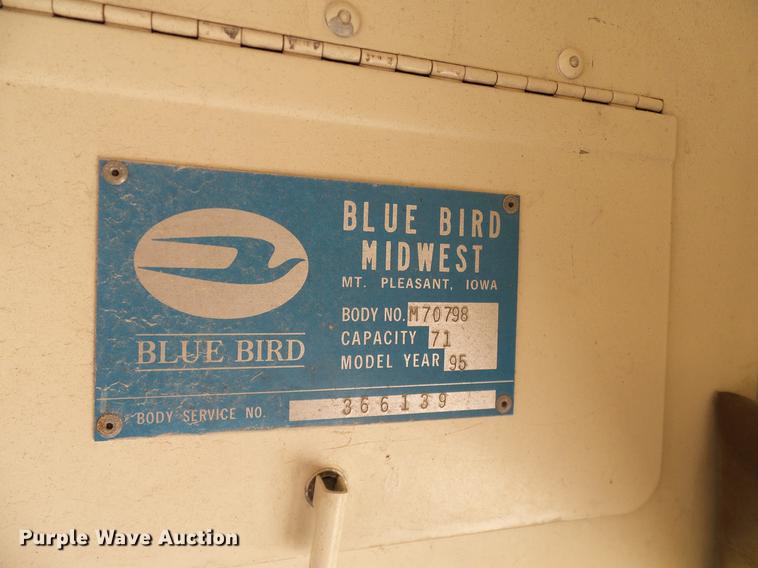 BLUE BIRD
MIDWEST
MT. PLEASANT, IOWA
BODY NO. M70798
CAPACITY 71
MODEL YEAR 95
BLUE BIRD
BODY SERVICE NO. 366139
Purple Wave Auction